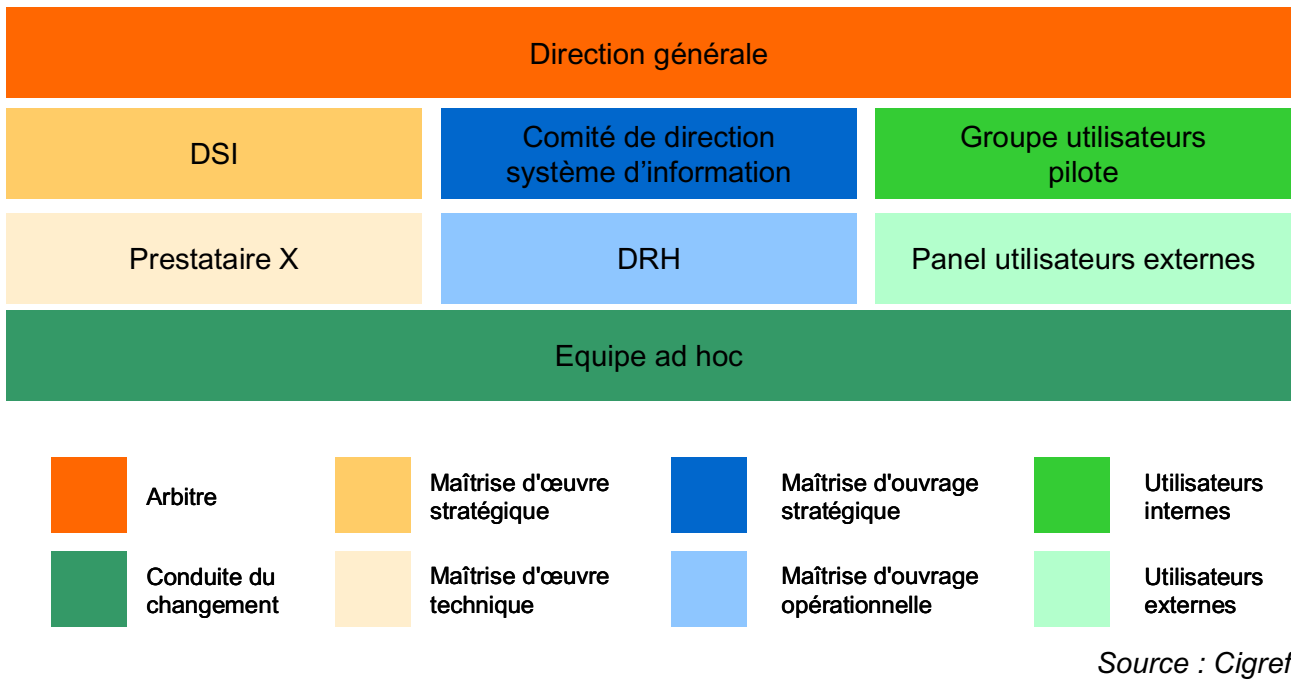 Direction générale
DSI
Comité de direction
système d'information
Groupe utilisateurs
pilote
Prestataire X
DRH
Panel utilisateurs externes
Equipe ad hoc
Arbitre
Maîtrise d'œuvre
stratégique
Maîtrise d'ouvrage
stratégique
Utilisateurs
internes
Conduite du
changement
Maîtrise d'œuvre
technique
Maîtrise d'ouvrage
opérationnelle
Utilisateurs
externes
Source : Cigref